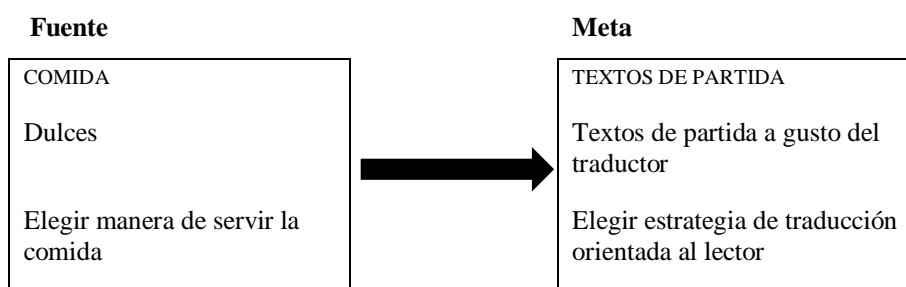 Fuente
Meta
COMIDA
Dulces
Elegir manera de servir la
comida
TEXTOS DE PARTIDA
Textos de partida a gusto del
traductor
Elegir estrategia de traducción
orientada al lector